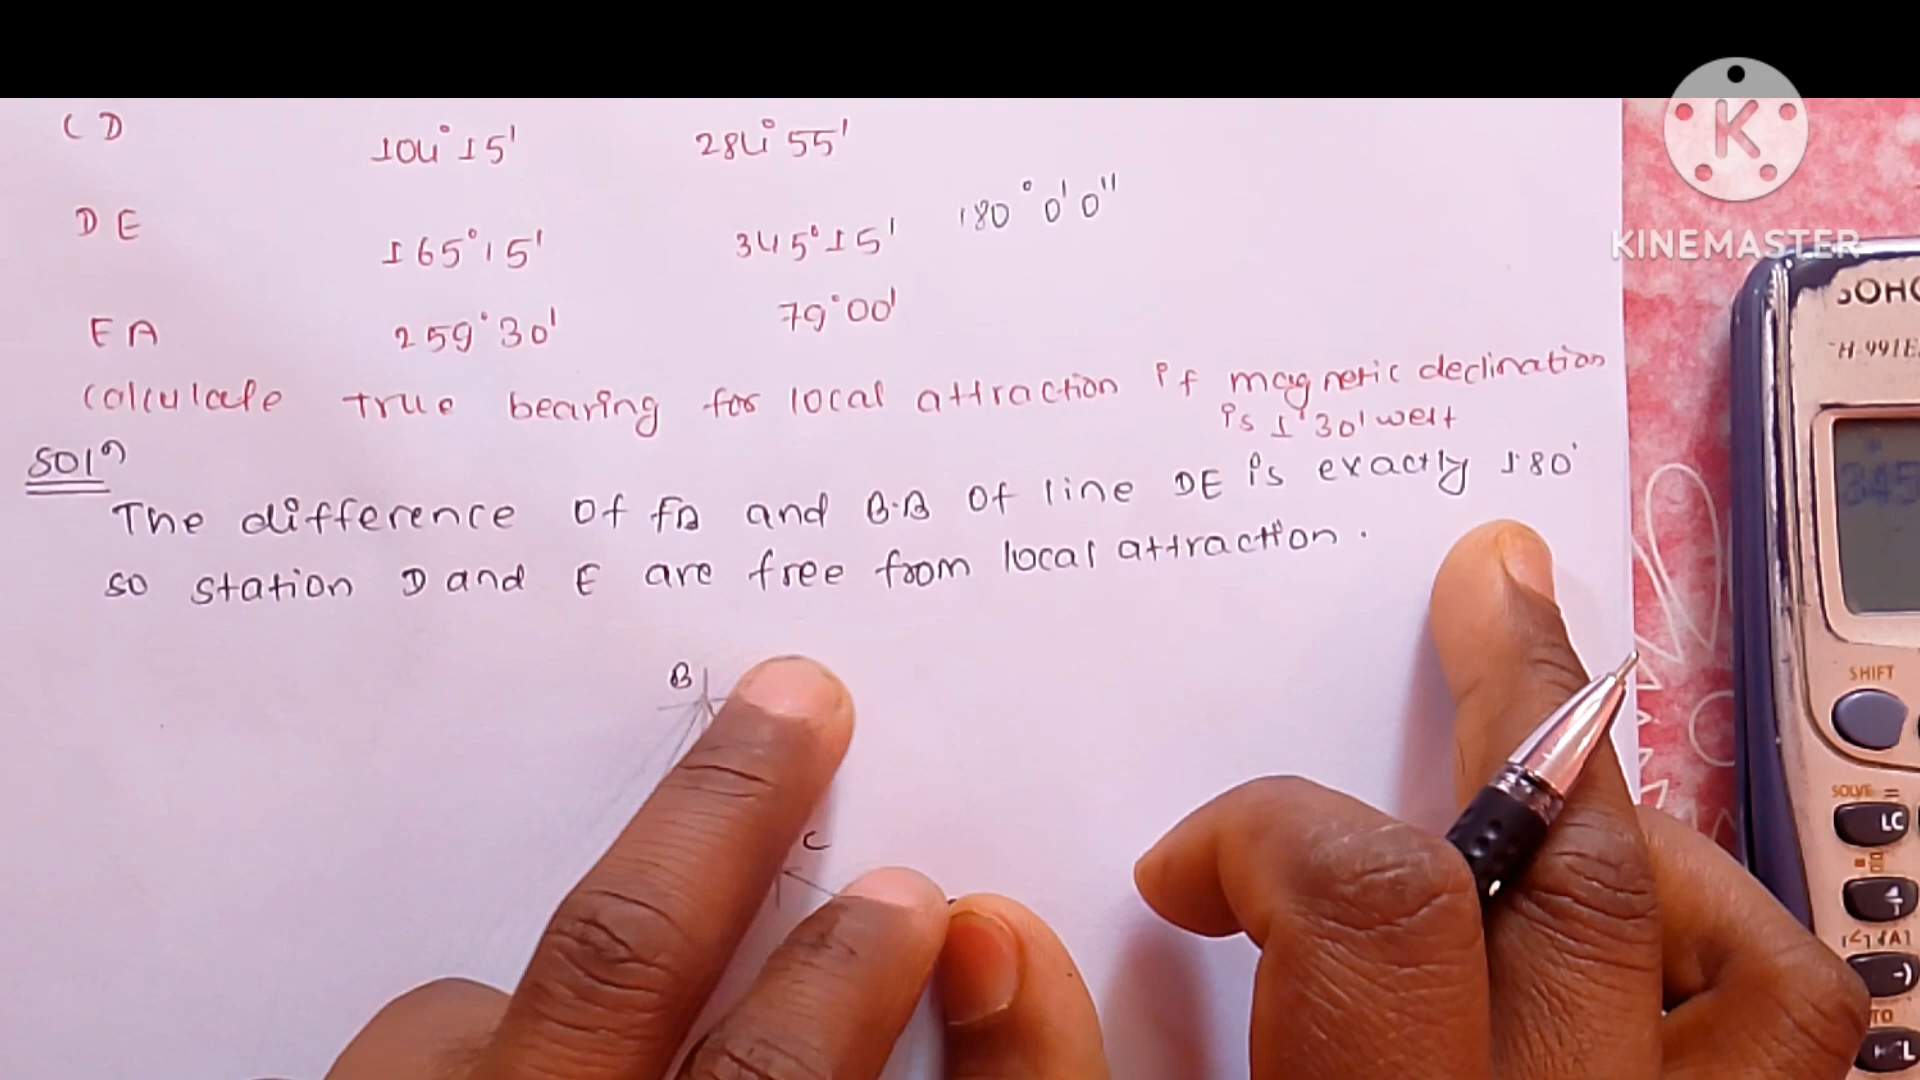 CD 104°15' 284°55'
DE 165°15' 345°15' 180°0'0"
EA 259°30' 79°00'
Calculate true bearing for local attraction if magnetic declination
is 1°30' west
Solⁿ
The difference of FB and B.B of line DE is exactly 180°
so station D and E are free from local attraction.
B
C
KINEMASTER
SHIFT
SOLVE =
345